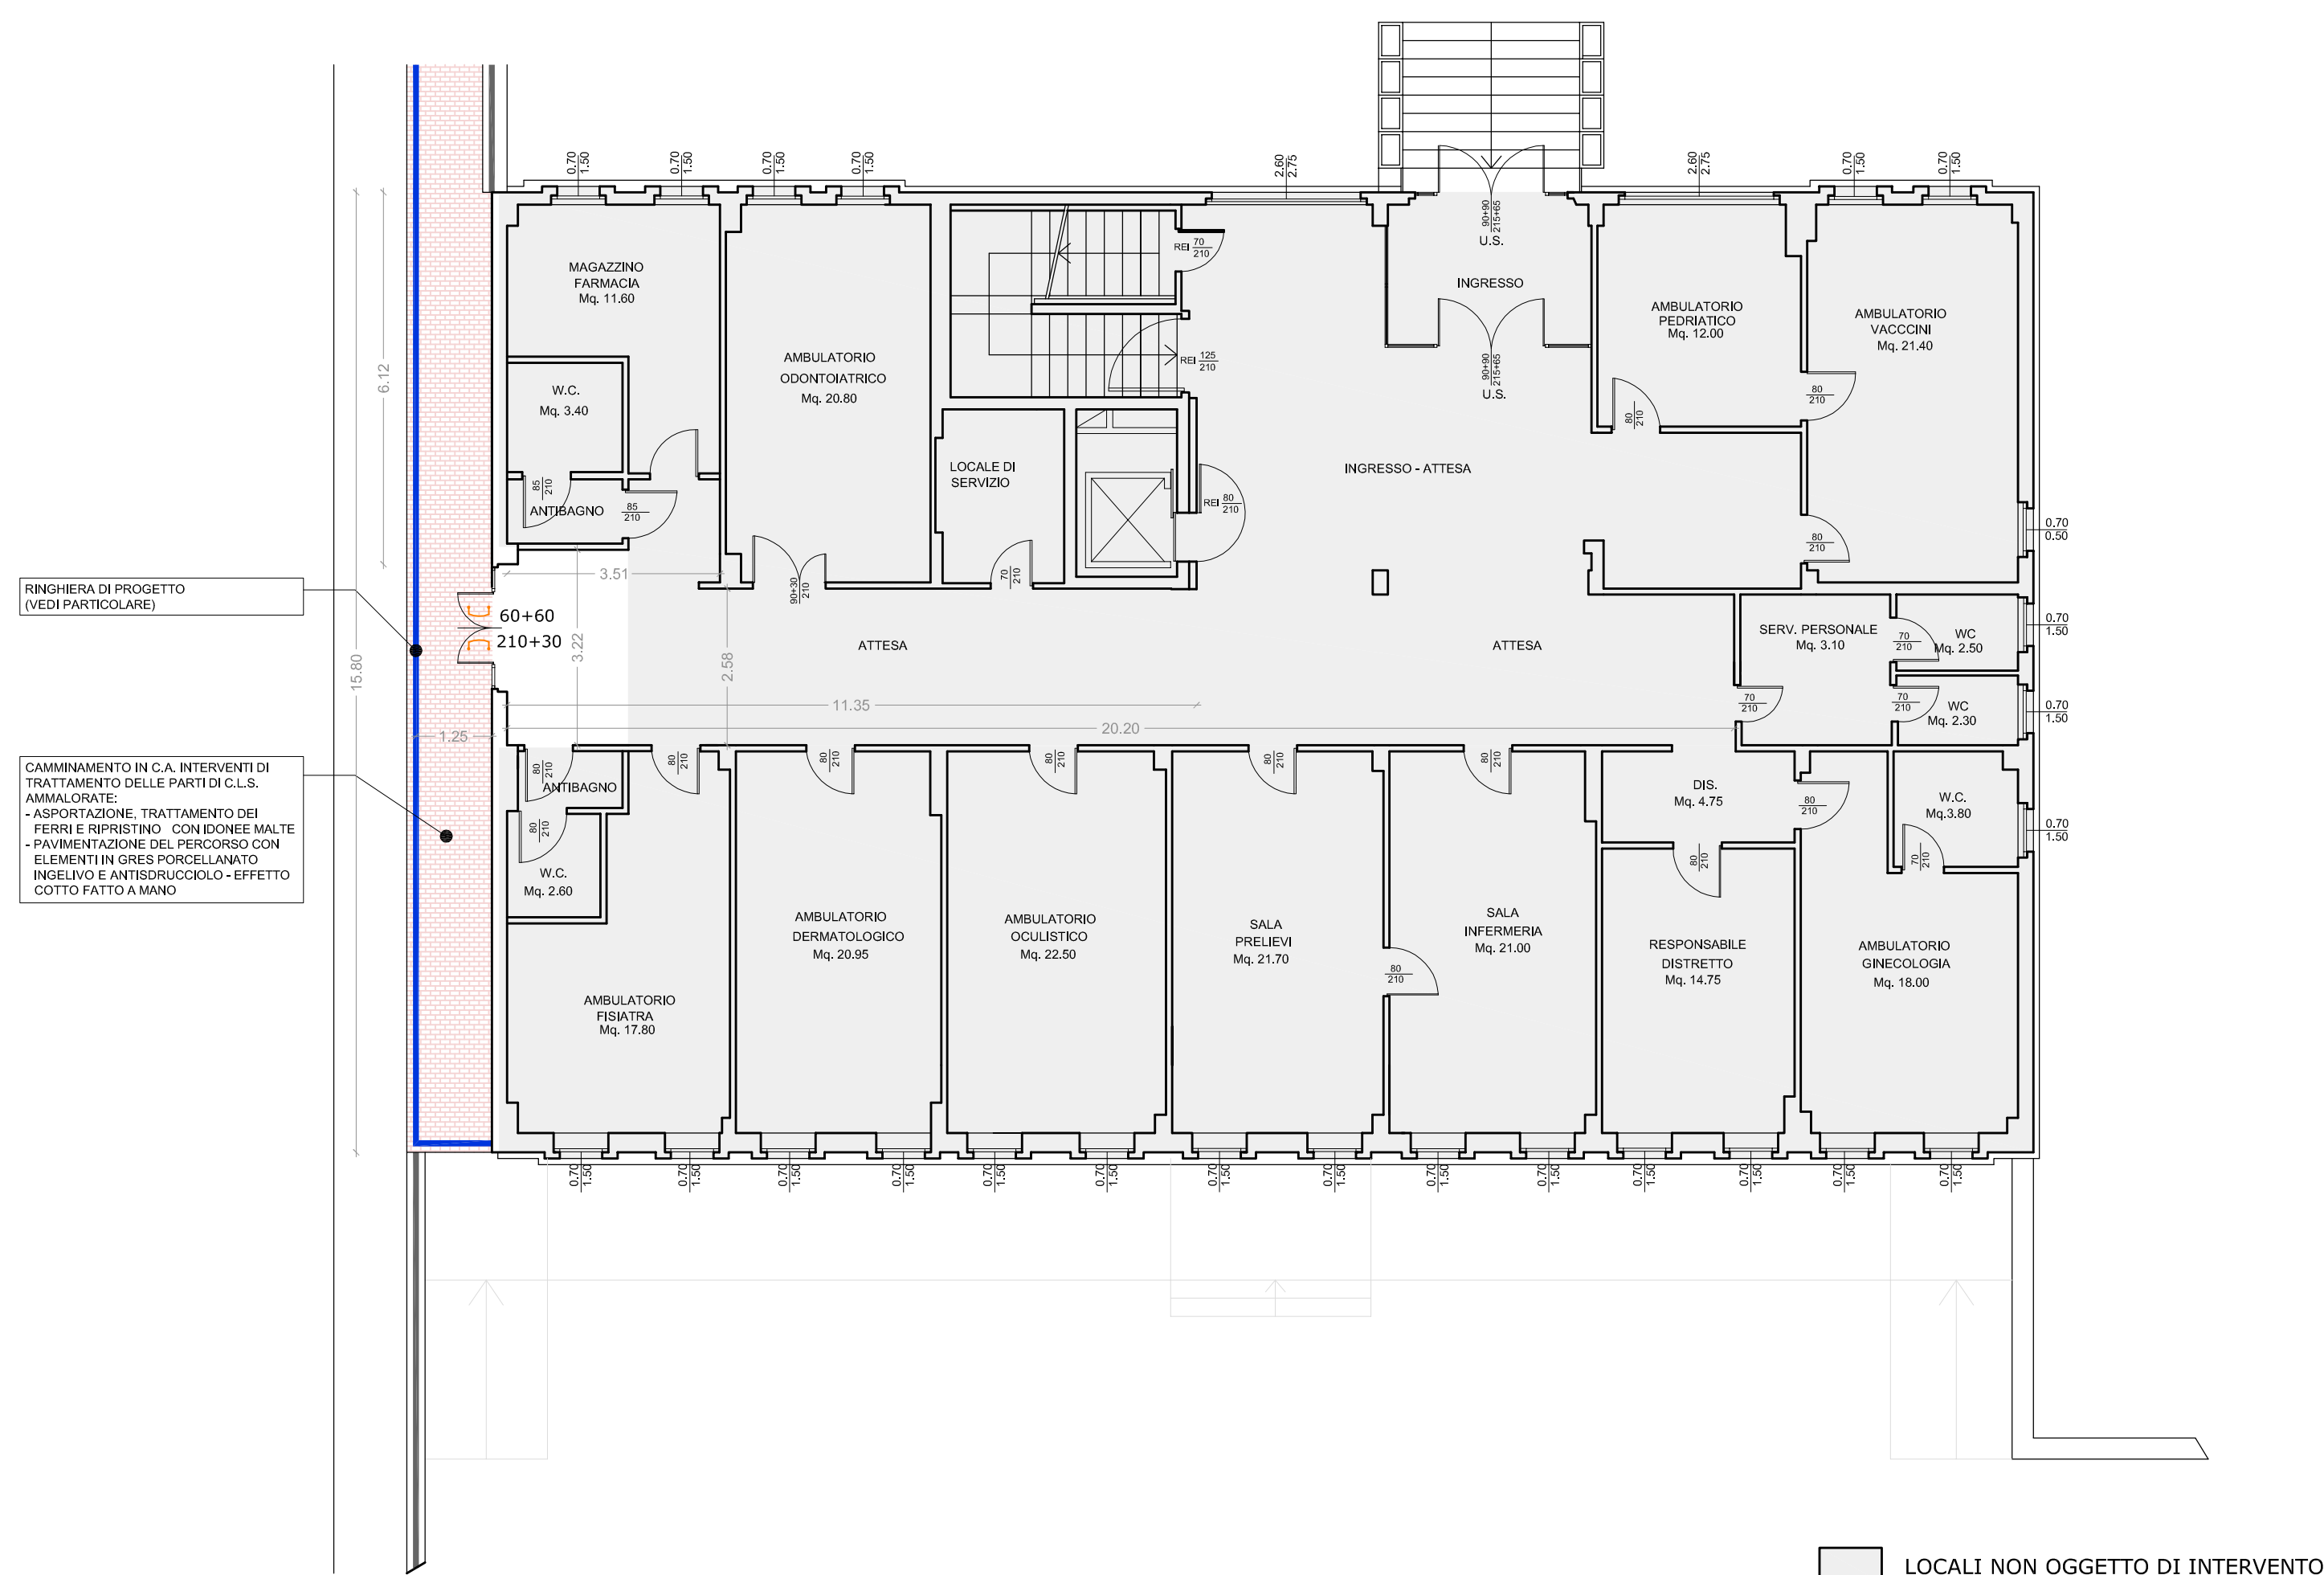 0.70
1.50
0.70
1.50
0.70
1.50
0.70
1.50
2.60
2.75
2.60
2.75
0.70
1.50
0.70
1.50
90+90
215+65
U.S.
INGRESSO
90+90
215+65
U.S.
REI 70
210
REI 125
210
REI 80
210
MAGAZZINO
FARMACIA
Mq. 11.60
W.C.
Mq. 3.40
85
210
ANTIBAGNO
85
210
AMBULATORIO
ODONTOIATRICO
Mq. 20.80
LOCALE DI
SERVIZIO
INGRESSO - ATTESA
AMBULATORIO
PEDRIATICO
Mq. 12.00
80
210
80
210
AMBULATORIO
VACCCINI
Mq. 21.40
80
210
0.70
0.50
6.12
15.80
3.51
90+30
210
70
210
RINGHIERA DI PROGETTO
(VEDI PARTICOLARE)
60+60
210+30
3.22
2.58
ATTESA
ATTESA
SERV. PERSONALE
Mq. 3.10
70
210
WC
Mq. 2.50
0.70
1.50
70
210
70
210
WC
Mq. 2.30
0.70
1.50
11.35
20.20
1.25
CAMMINAMENTO IN C.A. INTERVENTI DI
TRATTAMENTO DELLE PARTI DI C.L.S.
AMMALORATE:
- ASPORTAZIONE, TRATTAMENTO DEI
FERRI E RIPRISTINO CON IDONEE MALTE
- PAVIMENTAZIONE DEL PERCORSO CON
ELEMENTI IN GRES PORCELLANATO
INGELIVO E ANTISDRUCCIOLO - EFFETTO
COTTO FATTO A MANO
80
210
ANTIBAGNO
80
210
80
210
80
210
80
210
80
210
80
210
DIS.
Mq. 4.75
80
210
80
210
W.C.
Mq.3.80
70
210
0.70
1.50
W.C.
Mq. 2.60
AMBULATORIO
FISIATRA
Mq. 17.80
AMBULATORIO
DERMATOLOGICO
Mq. 20.95
AMBULATORIO
OCULISTICO
Mq. 22.50
SALA
PRELIEVI
Mq. 21.70
80
210
SALA
INFERMERIA
Mq. 21.00
RESPONSABILE
DISTRETTO
Mq. 14.75
AMBULATORIO
GINECOLOGIA
Mq. 18.00
0.70
1.50
0.70
1.50
0.70
1.50
0.70
1.50
0.70
1.50
0.70
1.50
0.70
1.50
0.70
1.50
0.70
1.50
0.70
1.50
0.70
1.50
0.70
1.50
0.70
1.50
0.70
1.50
LOCALI NON OGGETTO DI INTERVENTO